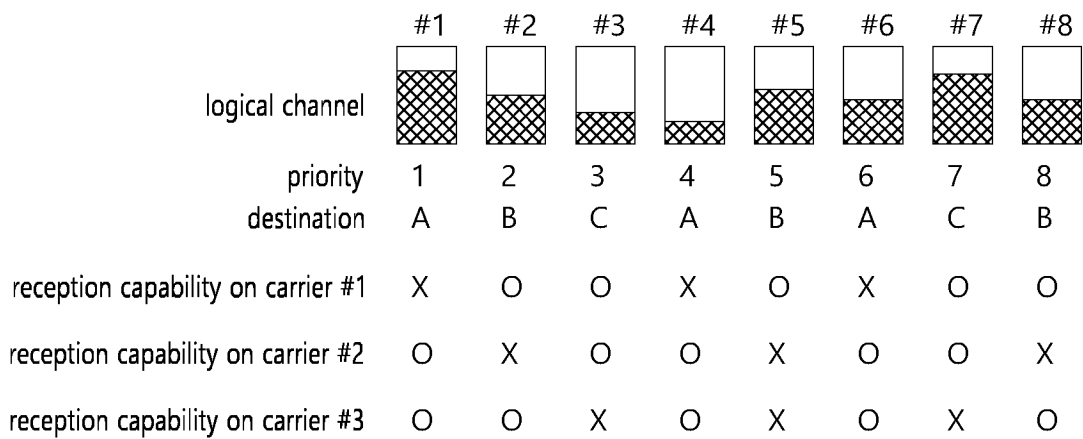 #1 #2 #3 #4 #5 #6 #7 #8
logical channel
priority 1 2 3 4 5 6 7 8
destination A B C A B A C B
reception capability on carrier #1 X O O X O X O O
reception capability on carrier #2 O X O O X O O X
reception capability on carrier #3 O O X O X O X O